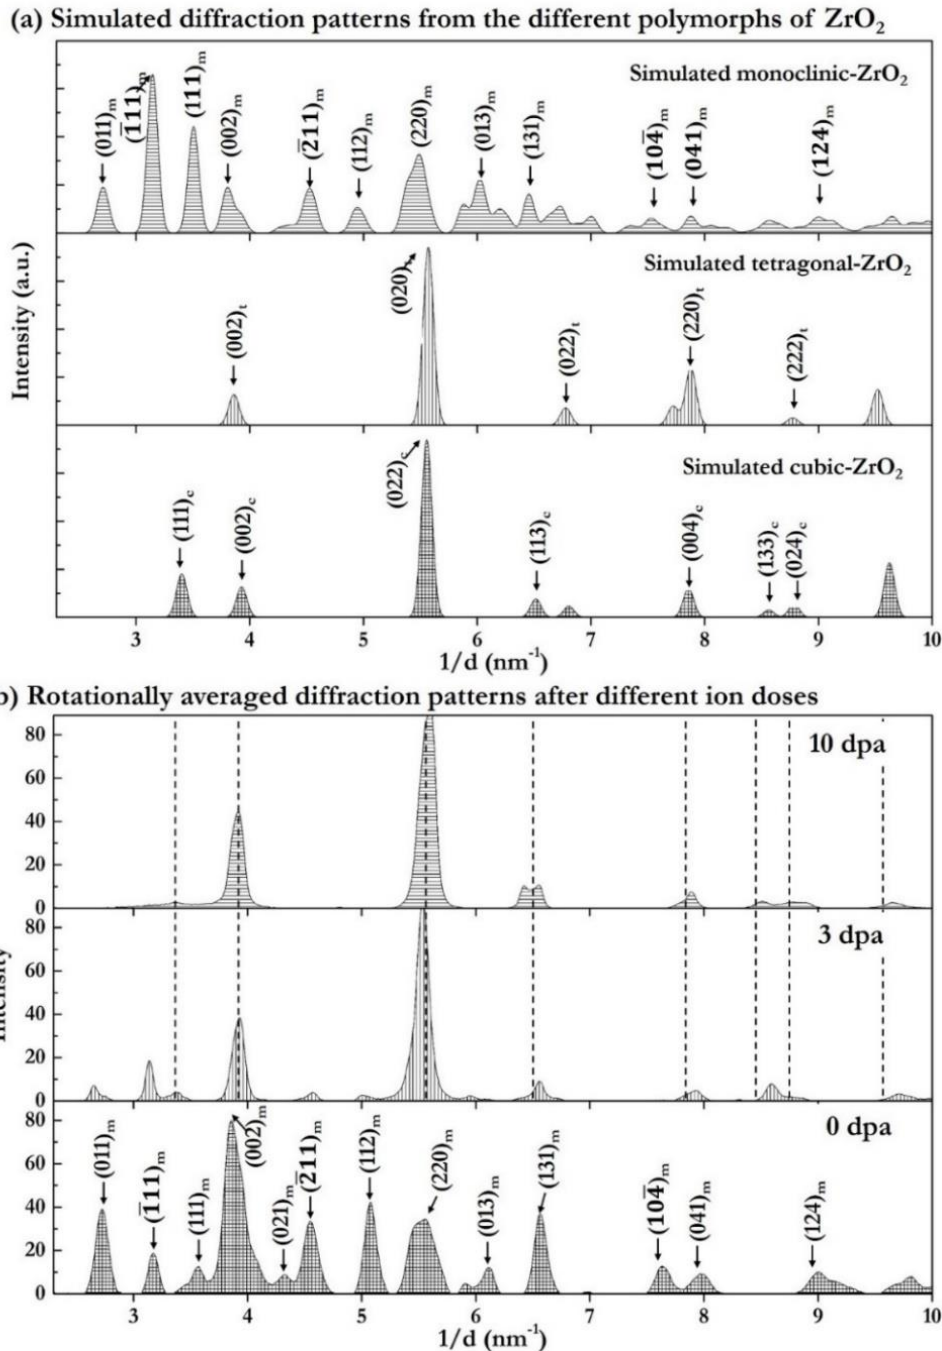 (a) Simulated diffraction patterns from the different polymorphs of ZrO₂
Simulated monoclinic-ZrO₂
(011)ₘ
(1̅11)ₘ
(111)ₘ
(002)ₘ
(2̅11)ₘ
(112)ₘ
(220)ₘ
(013)ₘ
(131)ₘ
(104̅)ₘ
(041)ₘ
(124)ₘ
Simulated tetragonal-ZrO₂
(002)ₜ
(020)
(022)ₜ
(220)ₜ
(222)ₜ
Simulated cubic-ZrO₂
(111)c
(002)c
(022)c
(113)c
(004)c
(133)c
(024)c
Intensity (a.u.)
3 4 5 6 7 8 9 10
1/d (nm⁻¹)
b) Rotationally averaged diffraction patterns after different ion doses
10 dpa
80
60
40
20
0
3 dpa
80
60
40
20
0
0 dpa
80
60
40
20
0
(011)ₘ
(1̅11)ₘ
(111)ₘ
(002)ₘ
(021)ₘ
(2̅11)ₘ
(112)ₘ
(220)ₘ
(013)ₘ
(131)ₘ
(104̅)ₘ
(041)ₘ
(124)ₘ
3 4 5 6 7 8 9 10
1/d (nm⁻¹)